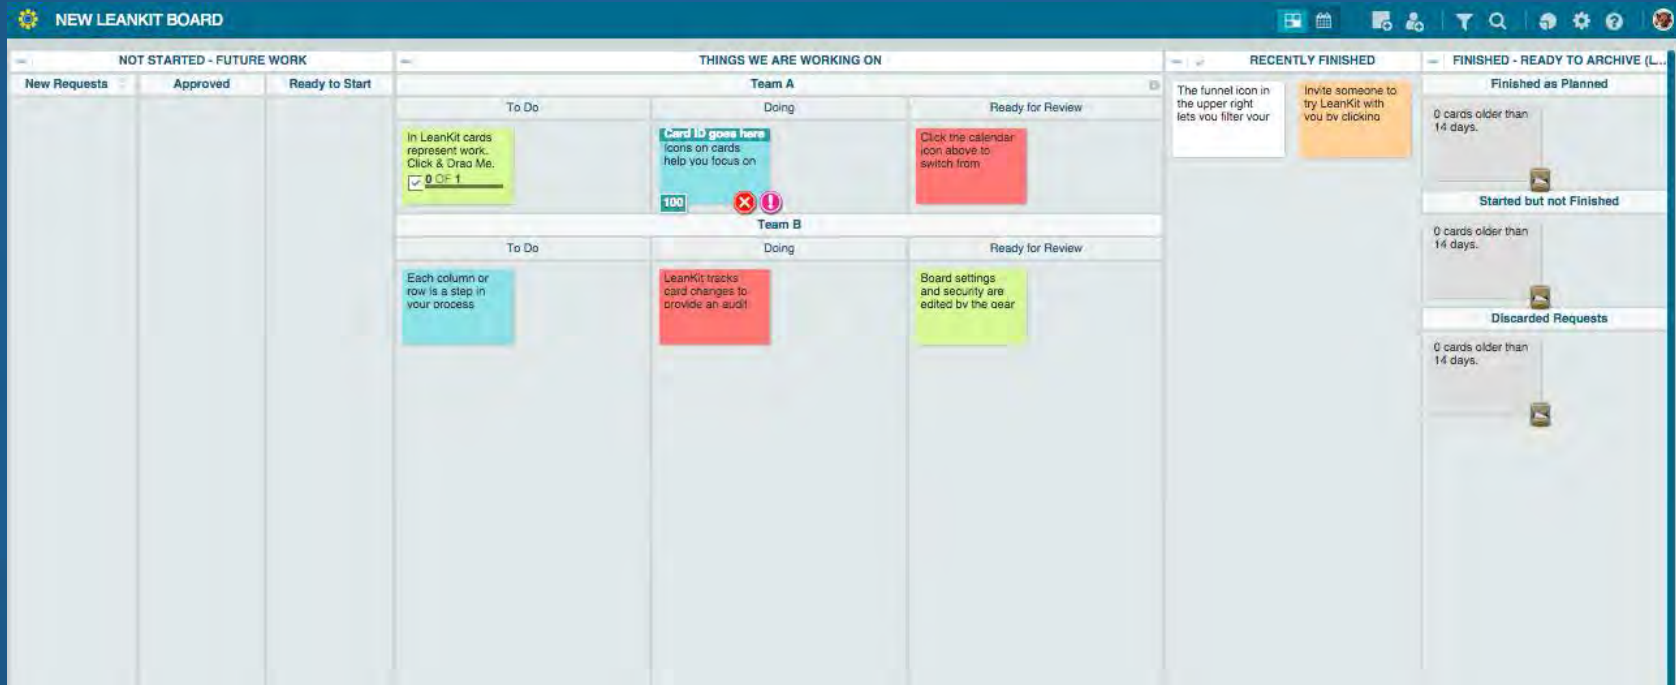 NEW LEANKIT BOARD
NOT STARTED - FUTURE WORK
New Requests
Approved
Ready to Start
THINGS WE ARE WORKING ON
Team A
To Do
Doing
Ready for Review
In LeanKit cards
represent work.
Click & Drag Me.
0 OF 1
Card ID goes here
Icons on cards
help you focus on
100
Click the calendar
icon above to
switch from
Team B
To Do
Doing
Ready for Review
Each column or
row is a step in
your process
LeanKit tracks
card changes to
provide an audit
Board settings
and security are
edited by the gear
RECENTLY FINISHED
The funnel icon in
the upper right
lets you filter your
Invite someone to
try LeanKit with
you by clicking
FINISHED - READY TO ARCHIVE (L...
Finished as Planned
0 cards older than
14 days.
Started but not Finished
0 cards older than
14 days.
Discarded Requests
0 cards older than
14 days.